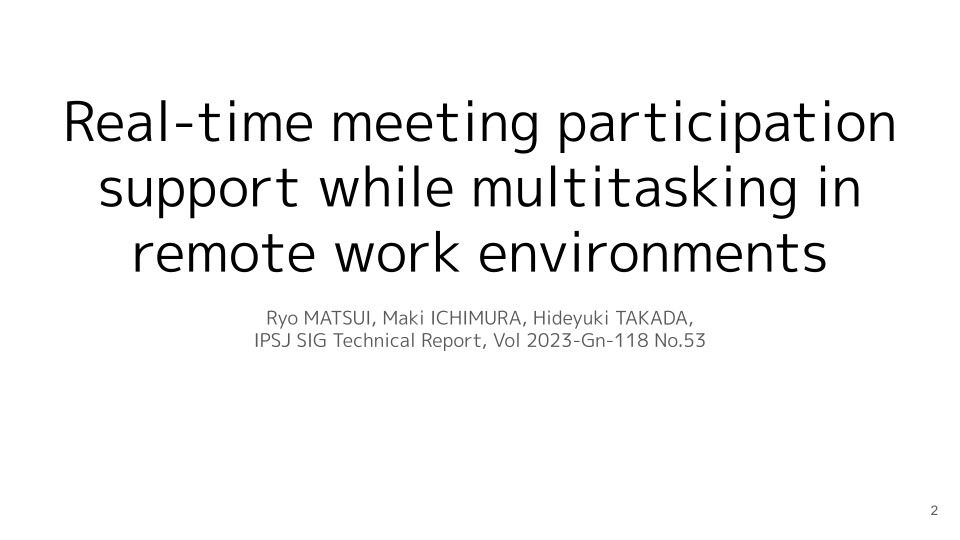 Real-time meeting participation
support while multitasking in
remote work environments
Ryo MATSUI, Maki ICHIMURA, Hideyuki TAKADA,
IPSJ SIG Technical Report, Vol 2023-Gn-118 No.53
2